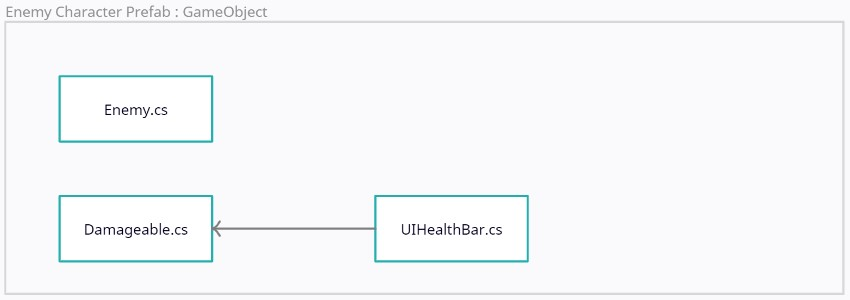 Enemy Character Prefab : GameObject
Enemy.cs
Damageable.cs
UIHealthBar.cs